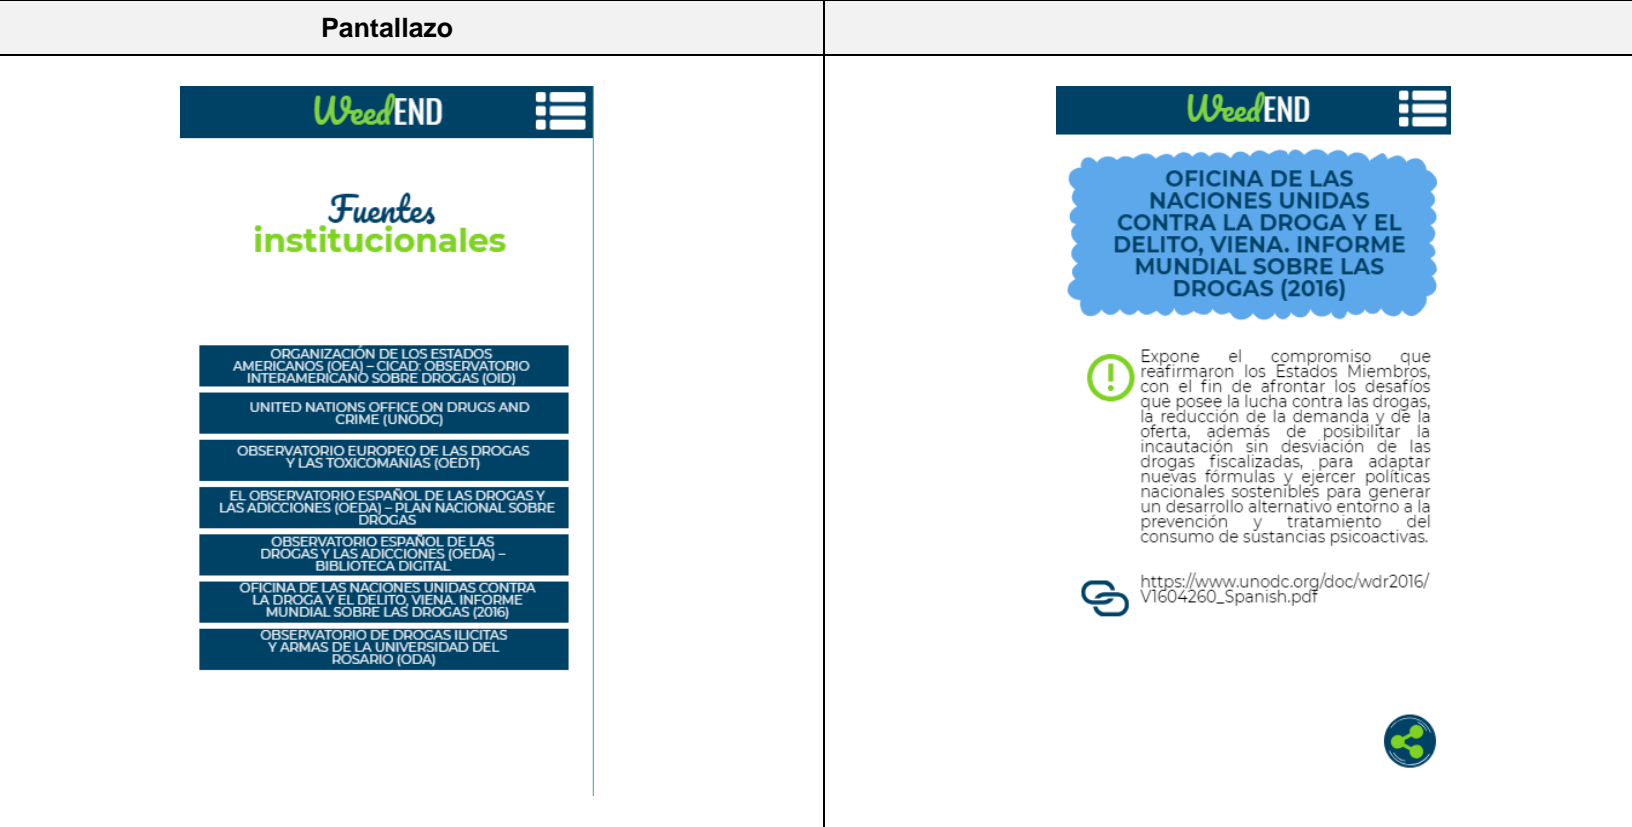 Pantallazo
WeedEND
Fuentes
institucionales
ORGANIZACIÓN DE LOS ESTADOS
AMERICANOS (OEA) – CICAD: OBSERVATORIO
INTERAMERICANO SOBRE DROGAS (OID)
UNITED NATIONS OFFICE ON DRUGS AND
CRIME (UNODC)
OBSERVATORIO EUROPEO DE LAS DROGAS
Y LAS TOXICOMANÍAS (OEDT)
EL OBSERVATORIO ESPAÑOL DE LAS DROGAS Y
LAS ADICCIONES (OEDA) – PLAN NACIONAL SOBRE
DROGAS
OBSERVATORIO ESPAÑOL DE LAS
DROGAS Y LAS ADICCIONES (OEDA) –
BIBLIOTECA DIGITAL
OFICINA DE LAS NACIONES UNIDAS CONTRA
LA DROGA Y EL DELITO, VIENA. INFORME
MUNDIAL SOBRE LAS DROGAS (2016)
OBSERVATORIO DE DROGAS ILICITAS
Y ARMAS DE LA UNIVERSIDAD DEL
ROSARIO (ODA)
WeedEND
OFICINA DE LAS
NACIONES UNIDAS
CONTRA LA DROGA Y EL
DELITO, VIENA. INFORME
MUNDIAL SOBRE LAS
DROGAS (2016)
Expone el compromiso que
reafirmaron los Estados Miembros,
con el fin de afrontar los desafíos
que posee la lucha contra las drogas,
la reducción de la demanda y de la
oferta, además de posibilitar la
incautación sin desviación de las
drogas fiscalizadas, para adaptar
nuevas fórmulas y ejercer políticas
nacionales sostenibles para generar
un desarrollo alternativo entorno a la
prevención y tratamiento del
consumo de sustancias psicoactivas.
https://www.unodc.org/doc/wdr2016/
V1604260_Spanish.pdf